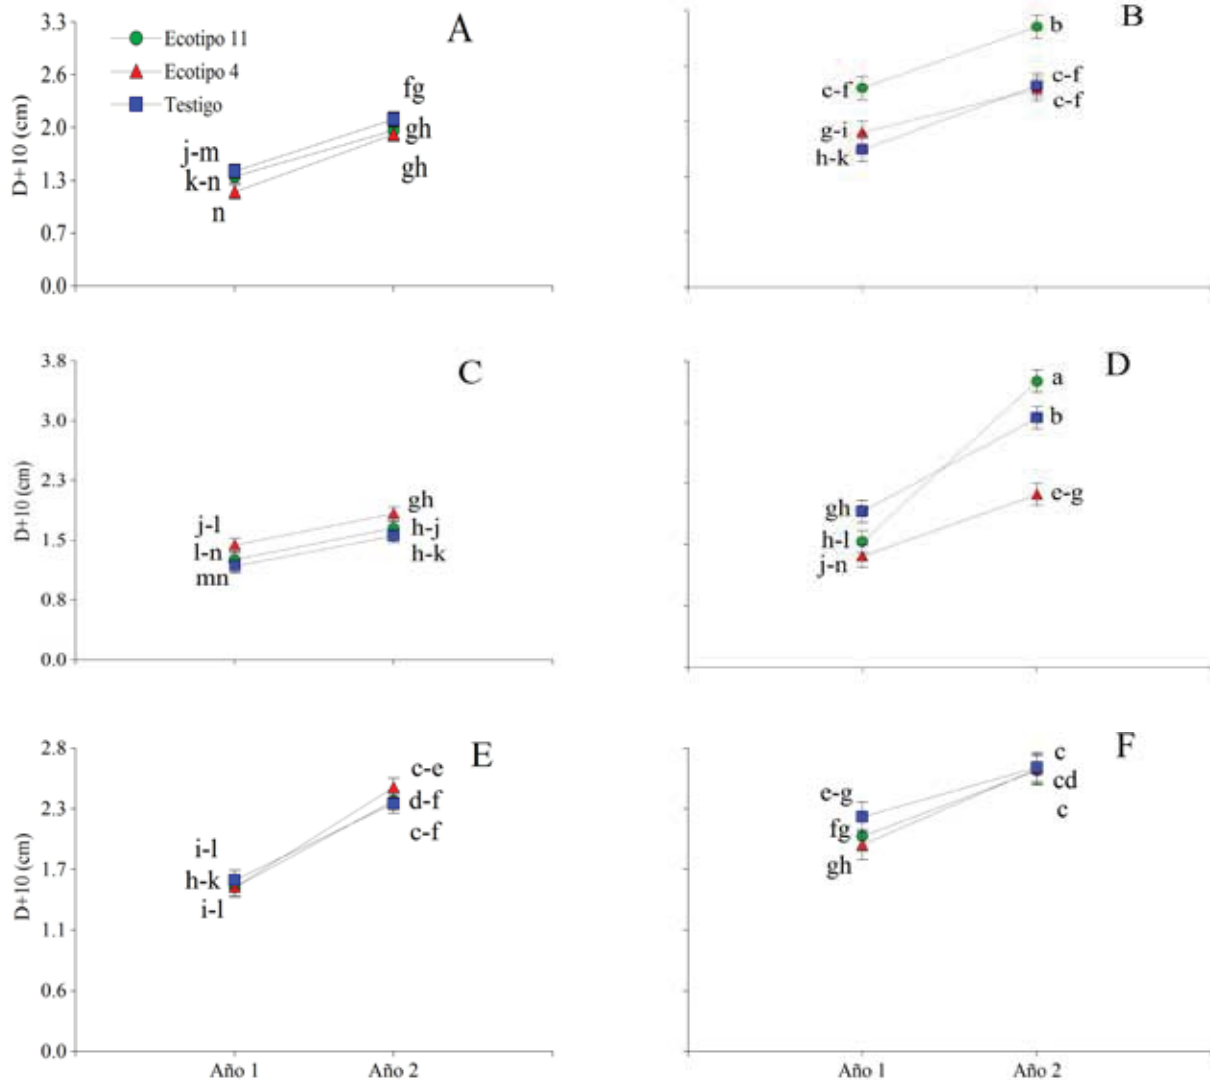 A
3.3
2.6
2.0
1.3
0.7
0.0
D+10 (cm)
Ecotipo 11
Ecotipo 4
Testigo
j-m
k-n
n
fg
gh
gh
B
c-f
g-i
h-k
b
c-f
c-f
C
3.8
3.0
2.3
1.5
0.8
0.0
D+10 (cm)
j-l
l-n
mn
gh
h-j
h-k
D
gh
h-l
j-n
a
b
e-g
E
2.8
2.3
1.7
1.1
0.6
0.0
D+10 (cm)
i-l
h-k
i-l
c-e
d-f
c-f
Año 1
Año 2
F
e-g
fg
gh
c
cd
c
Año 1
Año 2